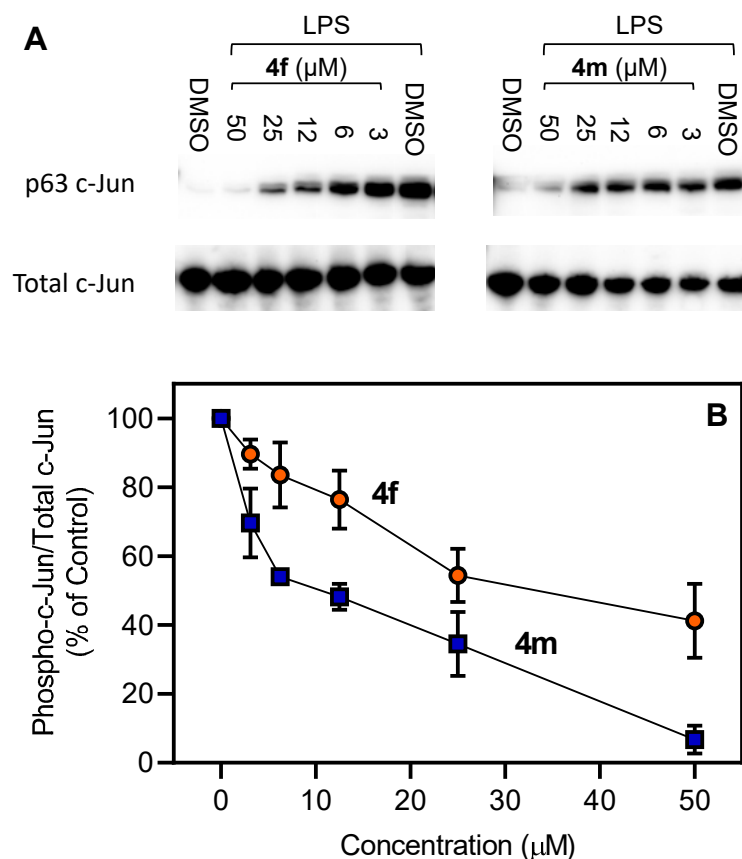 A
LPS
LPS
4f (µM)
4m (µM)
DMSO
50
25
12
6
3
DMSO
DMSO
50
25
12
6
3
DMSO
p63 c-Jun
Total c-Jun
B
Phospho-c-Jun/Total c-Jun
(% of Control)
100
80
60
40
20
0
4f
4m
0
10
20
30
40
50
Concentration (µM)